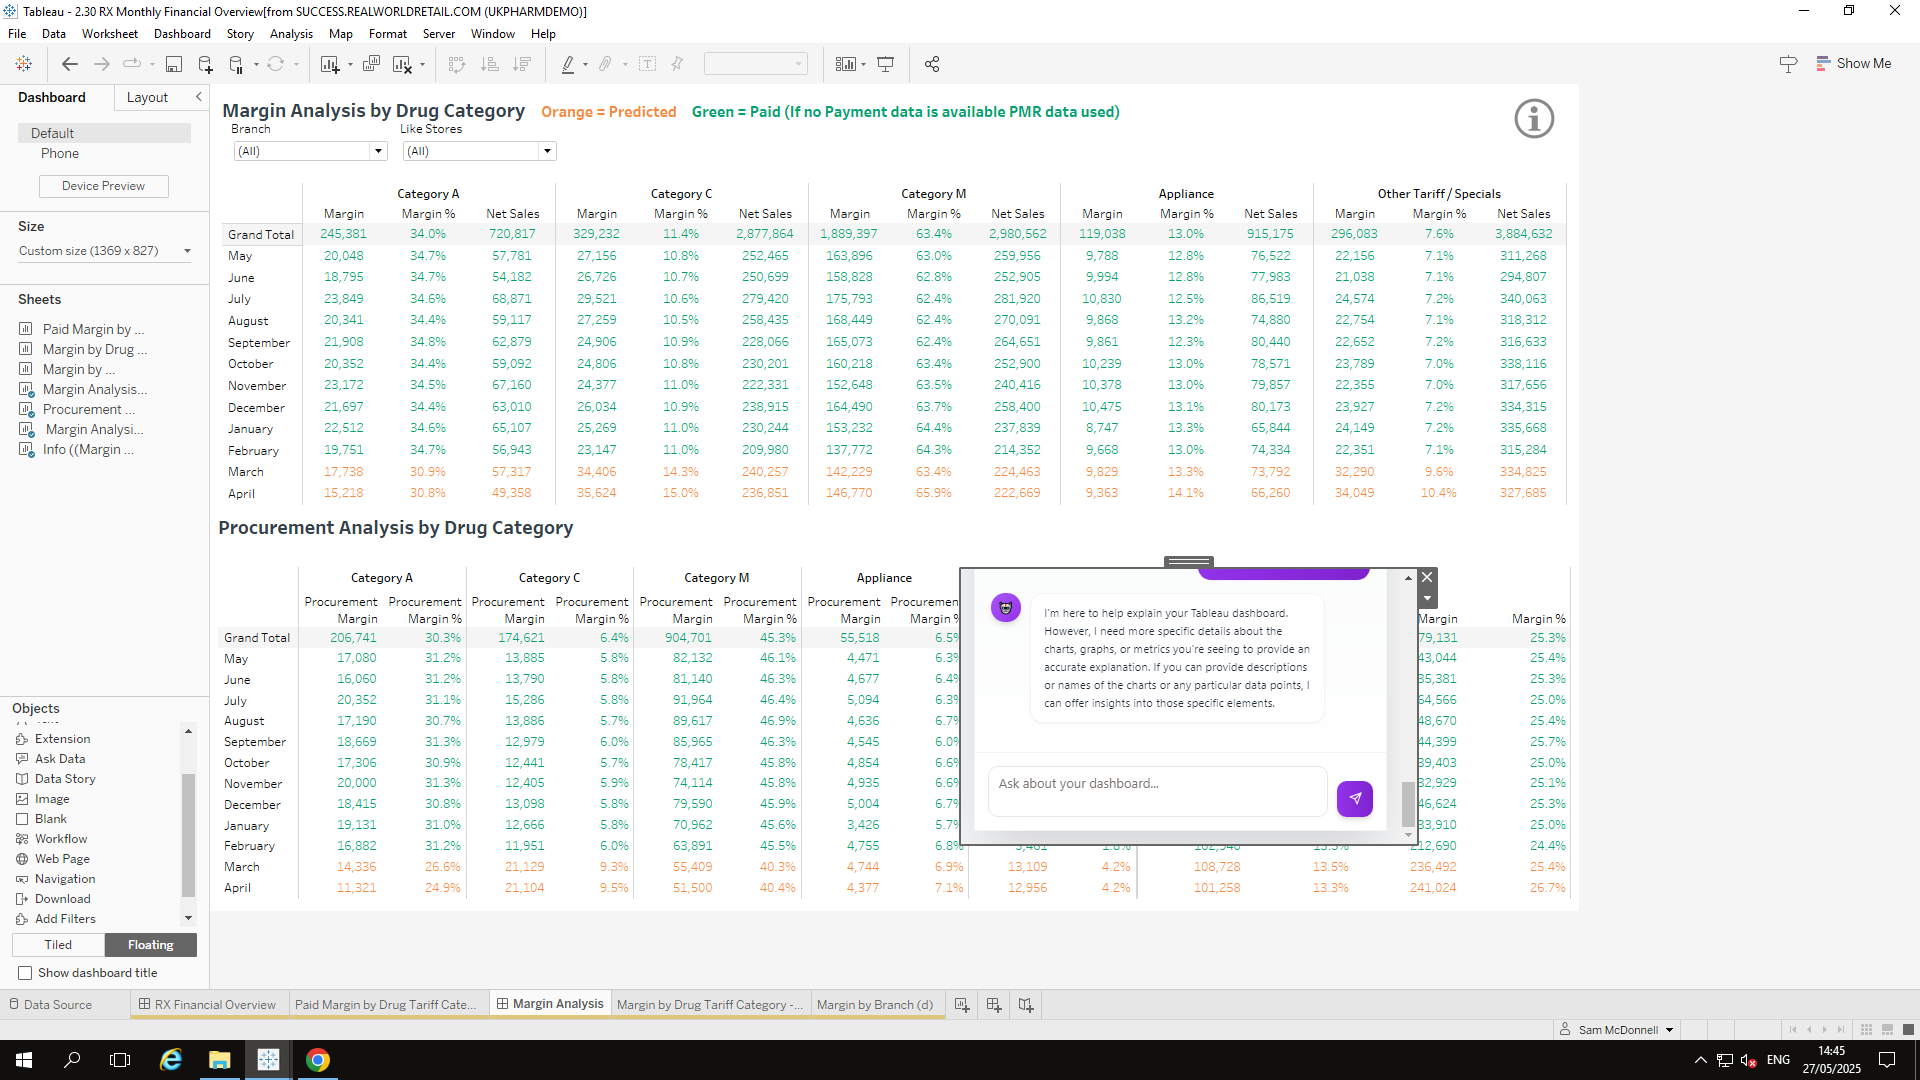 Tableau - 2.30 RX Monthly Financial Overview[from SUCCESS.REALWORLDRETAIL.COM (UKPHARMDEMO)]
File Data Worksheet Dashboard Story Analysis Map Format Server Window Help
Show Me
Dashboard Layout
Default
Phone
Device Preview
Size
Custom size (1369 x 827)
Sheets
Paid Margin by ...
Margin by Drug ...
Margin by ...
Margin Analysis...
Procurement ...
Margin Analysi...
Info ((Margin ...
Objects
Extension
Ask Data
Data Story
Image
Blank
Workflow
Web Page
Navigation
Download
Add Filters
Tiled Floating
Show dashboard title
Margin Analysis by Drug Category Orange = Predicted Green = Paid (If no Payment data is available PMR data used)
Branch Like Stores
(All) (All)
Category A Category C Category M Appliance Other Tariff / Specials
Margin Margin % Net Sales Margin Margin % Net Sales Margin Margin % Net Sales Margin Margin % Net Sales Margin Margin % Net Sales
Grand Total 245,381 34.0% 720,817 329,232 11.4% 2,877,864 1,889,397 63.4% 2,980,562 119,038 13.0% 915,175 296,083 7.6% 3,884,632
May 20,048 34.7% 57,781 27,156 10.8% 252,465 163,896 63.0% 259,956 9,788 12.8% 76,522 22,156 7.1% 311,268
June 18,795 34.7% 54,182 26,726 10.7% 250,699 158,828 62.8% 252,905 9,994 12.8% 77,983 21,038 7.1% 294,807
July 23,849 34.6% 68,871 29,521 10.6% 279,420 175,793 62.4% 281,920 10,830 12.5% 86,519 24,574 7.2% 340,063
August 20,341 34.4% 59,117 27,259 10.5% 258,435 168,449 62.4% 270,091 9,868 13.2% 74,880 22,754 7.1% 318,312
September 21,908 34.8% 62,879 24,906 10.9% 228,066 165,073 62.4% 264,651 9,861 12.3% 80,440 22,652 7.2% 316,633
October 20,352 34.4% 59,092 24,806 10.8% 230,201 160,218 63.4% 252,900 10,239 13.0% 78,571 23,789 7.0% 338,116
November 23,172 34.5% 67,160 24,377 11.0% 222,331 152,648 63.5% 240,416 10,378 13.0% 79,857 22,355 7.0% 317,656
December 21,697 34.4% 63,010 26,034 10.9% 238,915 164,490 63.7% 258,400 10,475 13.1% 80,173 23,927 7.2% 334,315
January 22,512 34.6% 65,107 25,269 11.0% 230,244 153,232 64.4% 237,839 8,747 13.3% 65,844 24,149 7.2% 335,668
February 19,751 34.7% 56,943 23,147 11.0% 209,980 137,772 64.3% 214,352 9,668 13.0% 74,334 22,351 7.1% 315,284
March 17,738 30.9% 57,317 34,406 14.3% 240,257 142,229 63.4% 224,463 9,829 13.3% 73,792 32,290 9.6% 334,825
April 15,218 30.8% 49,358 35,624 15.0% 236,851 146,770 65.9% 222,669 9,363 14.1% 66,260 34,049 10.4% 327,685
Procurement Analysis by Drug Category
Category A Category C Category M Appliance
Procurement Procurement Procurement Procurement Procurement Procurement Procurement Procuremen
Margin Margin % Margin Margin % Margin Margin % Margin Margin % Margin Margin %
Grand Total 206,741 30.3% 174,621 6.4% 904,701 45.3% 55,518 6.5% 79,131 25.3%
May 17,080 31.2% 13,885 5.8% 82,132 46.1% 4,471 6.3% 43,044 25.4%
June 16,060 31.1% 13,790 5.8% 81,140 46.3% 4,677 6.4% 35,381 25.3%
July 20,352 31.1% 15,286 5.8% 91,964 46.4% 5,094 6.3% 64,566 25.0%
August 17,190 30.7% 13,886 5.7% 89,617 46.9% 4,636 6.7% 48,670 25.4%
September 18,669 31.3% 12,979 6.0% 85,965 46.3% 4,545 6.0% 44,399 25.7%
October 17,306 30.9% 12,441 5.7% 78,417 45.8% 4,854 6.6% 39,403 25.0%
November 20,000 31.3% 12,405 5.9% 74,114 45.8% 4,935 6.6% 32,929 25.1%
December 18,415 30.8% 13,098 5.8% 79,590 45.9% 5,004 6.7% 46,624 25.3%
January 19,131 31.0% 12,666 5.8% 70,962 45.6% 3,426 5.7% 33,910 25.0%
February 16,882 31.2% 11,951 6.0% 63,891 45.5% 4,755 6.8% 212,690 24.4%
March 14,336 26.6% 21,129 9.3% 55,409 40.3% 4,744 6.9% 13,109 4.2% 108,728 13.5% 236,492 25.4%
April 11,321 24.9% 21,104 9.5% 51,500 40.4% 4,377 7.1% 12,956 4.2% 101,258 13.3% 241,024 26.7%
I'm here to help explain your Tableau dashboard.
However, I need more specific details about the
charts, graphs, or metrics you're seeing to provide an
accurate explanation. If you can provide descriptions
or names of the charts or any particular data points, I
can offer insights into those specific elements.
Ask about your dashboard...
Data Source RX Financial Overview Paid Margin by Drug Tariff Cate... Margin Analysis Margin by Drug Tariff Category -... Margin by Branch (d)
Sam McDonnell
ENG
14:45
27/05/2025